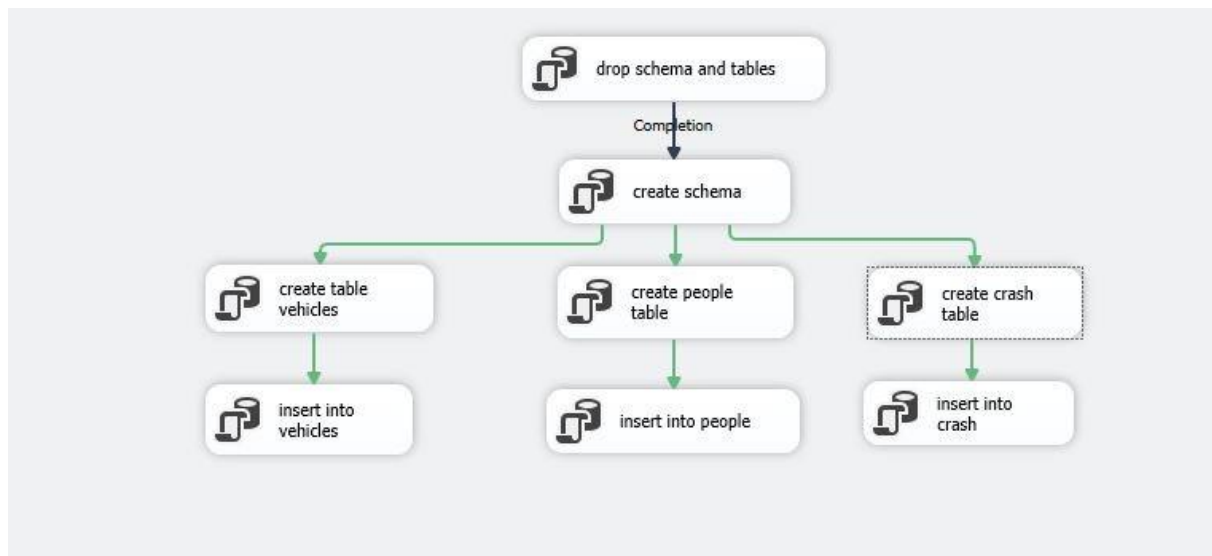 drop schema and tables
Completion
create schema
create table
vehicles
create people
table
create crash
table
insert into
vehicles
insert into people
insert into
crash